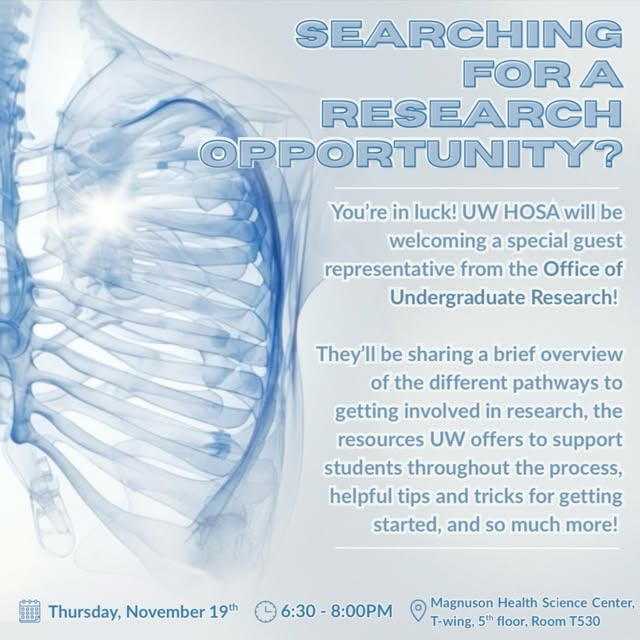 SEARCHING
FOR A
RESEARCH
OPPORTUNITY?
You're in luck! UW HOSA will be
welcoming a special guest
representative from the Office of
Undergraduate Research!
They'll be sharing a brief overview
of the different pathways to
getting involved in research, the
resources UW offers to support
students throughout the process,
helpful tips and tricks for getting
started, and so much more!
Thursday, November 19th
6:30 - 8:00PM
Magnuson Health Science Center,
T-wing, 5th floor, Room T530